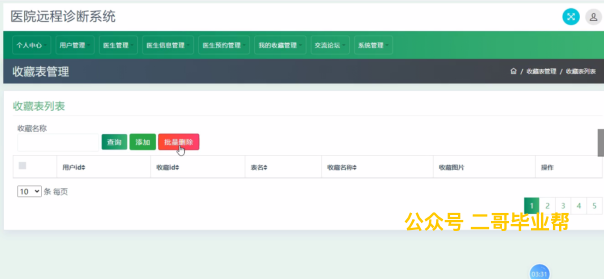 医院远程诊断系统
个人中心 用户管理 医生管理 医生信息管理 医生预约管理 我的收藏管理 交流论坛 系统管理
收藏表管理
/ 收藏表管理 / 收藏表列表
收藏表列表
收藏名称
查询 添加 批量删除
用户id 收藏id 表名 收藏名称 收藏图片 操作
10 条 每页
1 2 3 4 5
公众号 二哥毕业帮
03:31